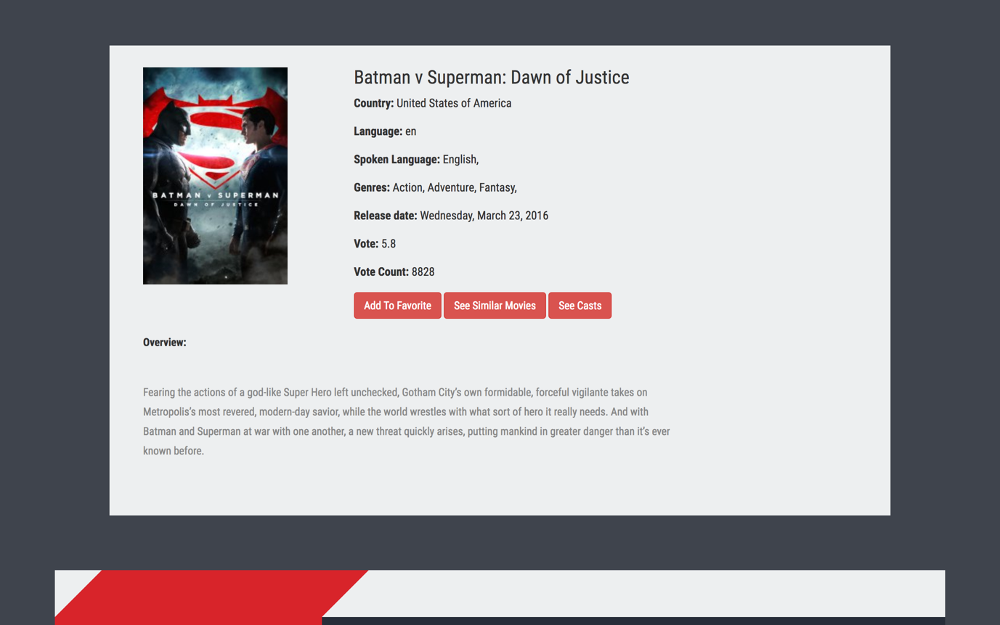 BATMAN v SUPERMAN
DAWN OF JUSTICE
Batman v Superman: Dawn of Justice
Country: United States of America
Language: en
Spoken Language: English,
Genres: Action, Adventure, Fantasy,
Release date: Wednesday, March 23, 2016
Vote: 5.8
Vote Count: 8828
Add To Favorite See Similar Movies See Casts
Overview:
Fearing the actions of a god-like Super Hero left unchecked, Gotham City’s own formidable, forceful vigilante takes on
Metropolis’s most revered, modern-day savior, while the world wrestles with what sort of hero it really needs. And with
Batman and Superman at war with one another, a new threat quickly arises, putting mankind in greater danger than it’s ever
known before.